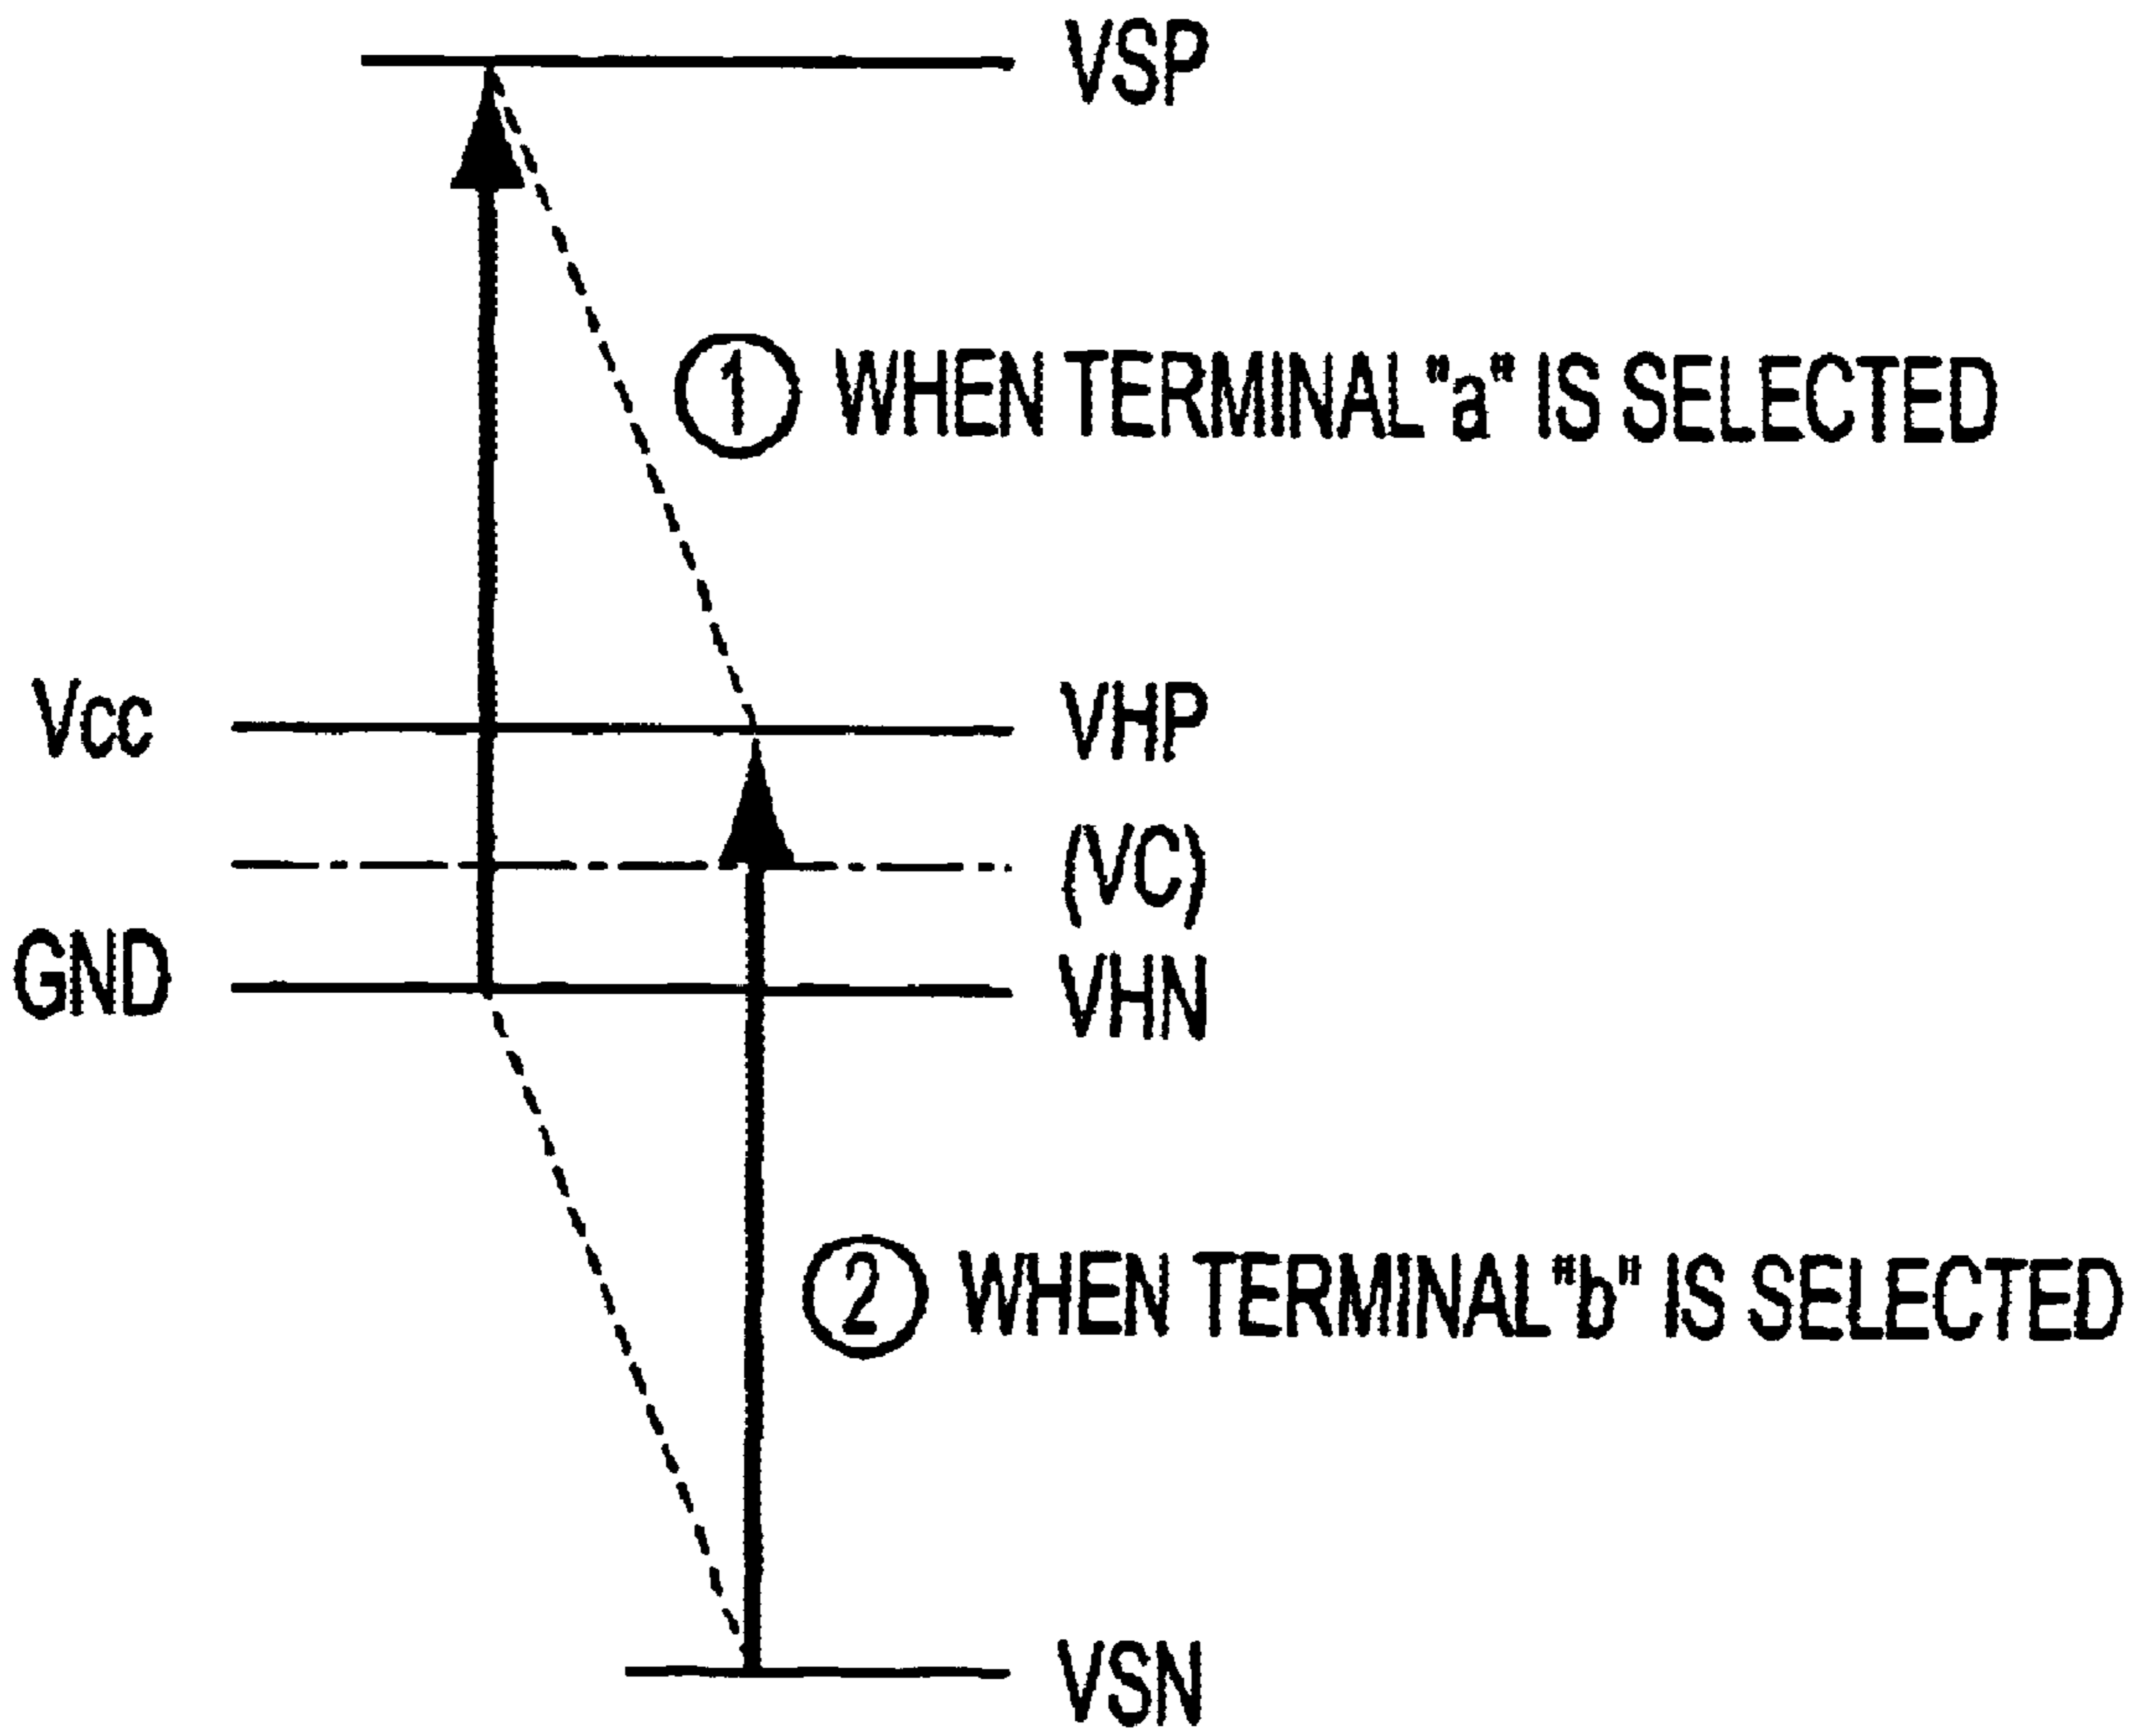 VSP
① WHEN TERMINAL "a" IS SELECTED
Vcc
VHP
(VC)
GND
VHN
② WHEN TERMINAL "b" IS SELECTED
VSN